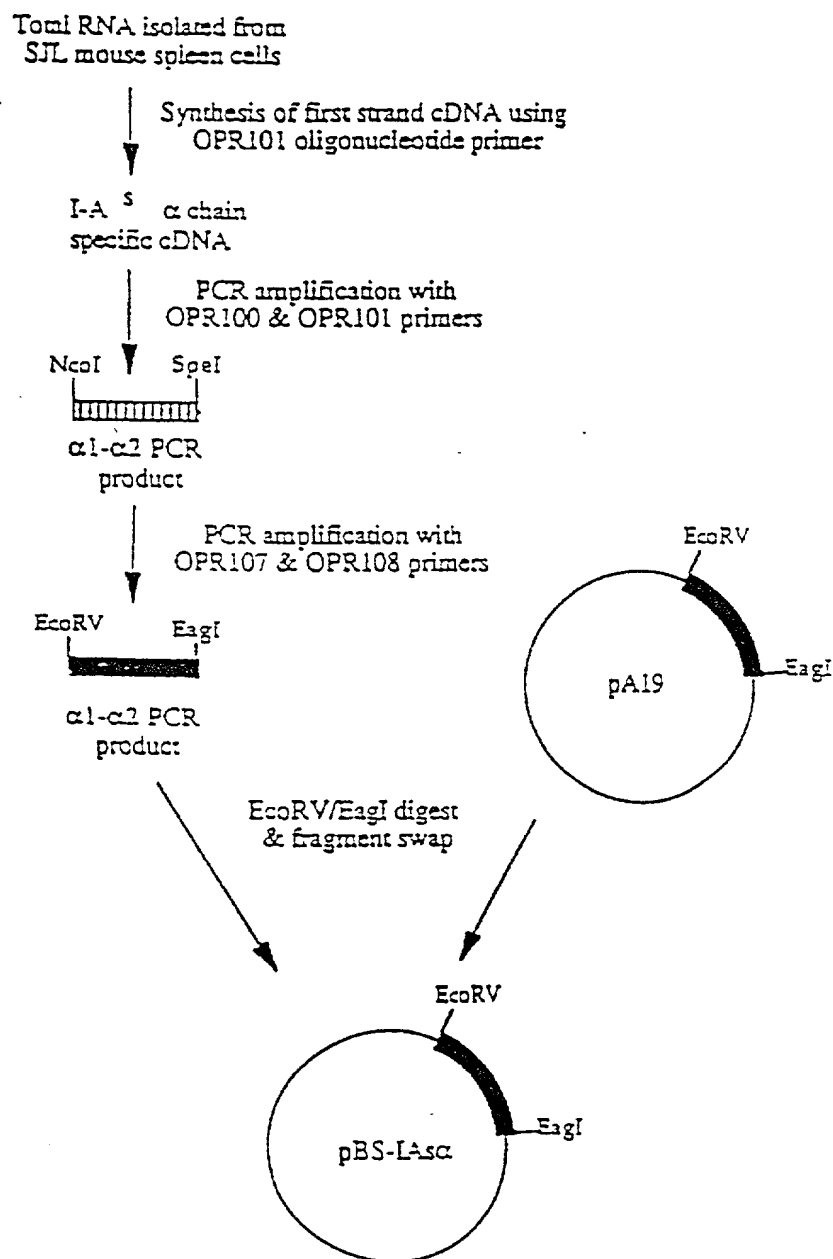 Total RNA isolated from
SJL mouse spleen cells
Synthesis of first strand cDNA using
OPR101 oligonucleotide primer
I-A s α chain
specific cDNA
PCR amplification with
OPR100 & OPR101 primers
NcoI SpeI
α1-α2 PCR
product
PCR amplification with
OPR107 & OPR108 primers
EcoRV EagI
α1-α2 PCR
product
EcoRV
pA19
EagI
EcoRV/EagI digest
& fragment swap
EcoRV
pBS-IAsα
EagI